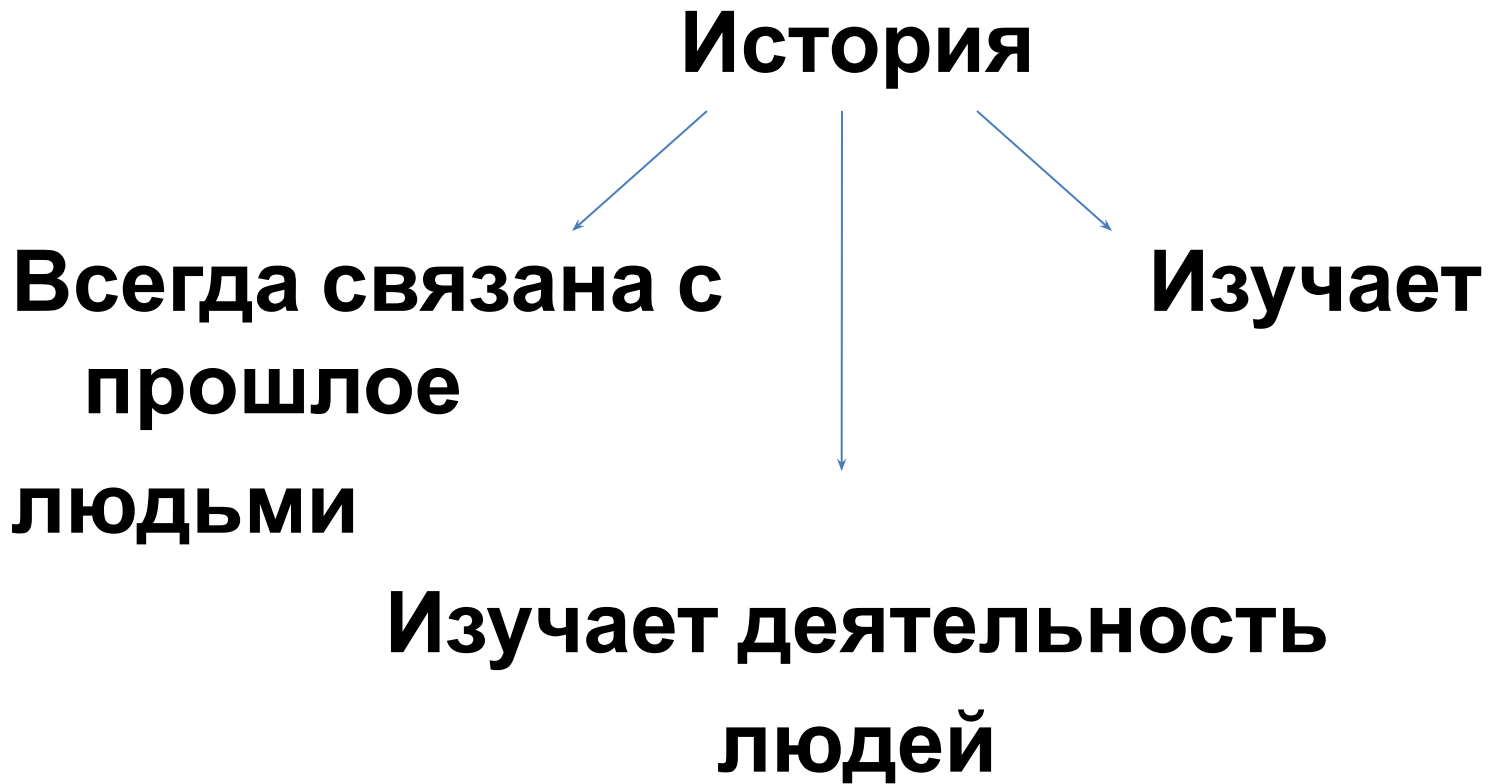 История
Всегда связана с Изучает
прошлое
людьми
Изучает деятельность
людей